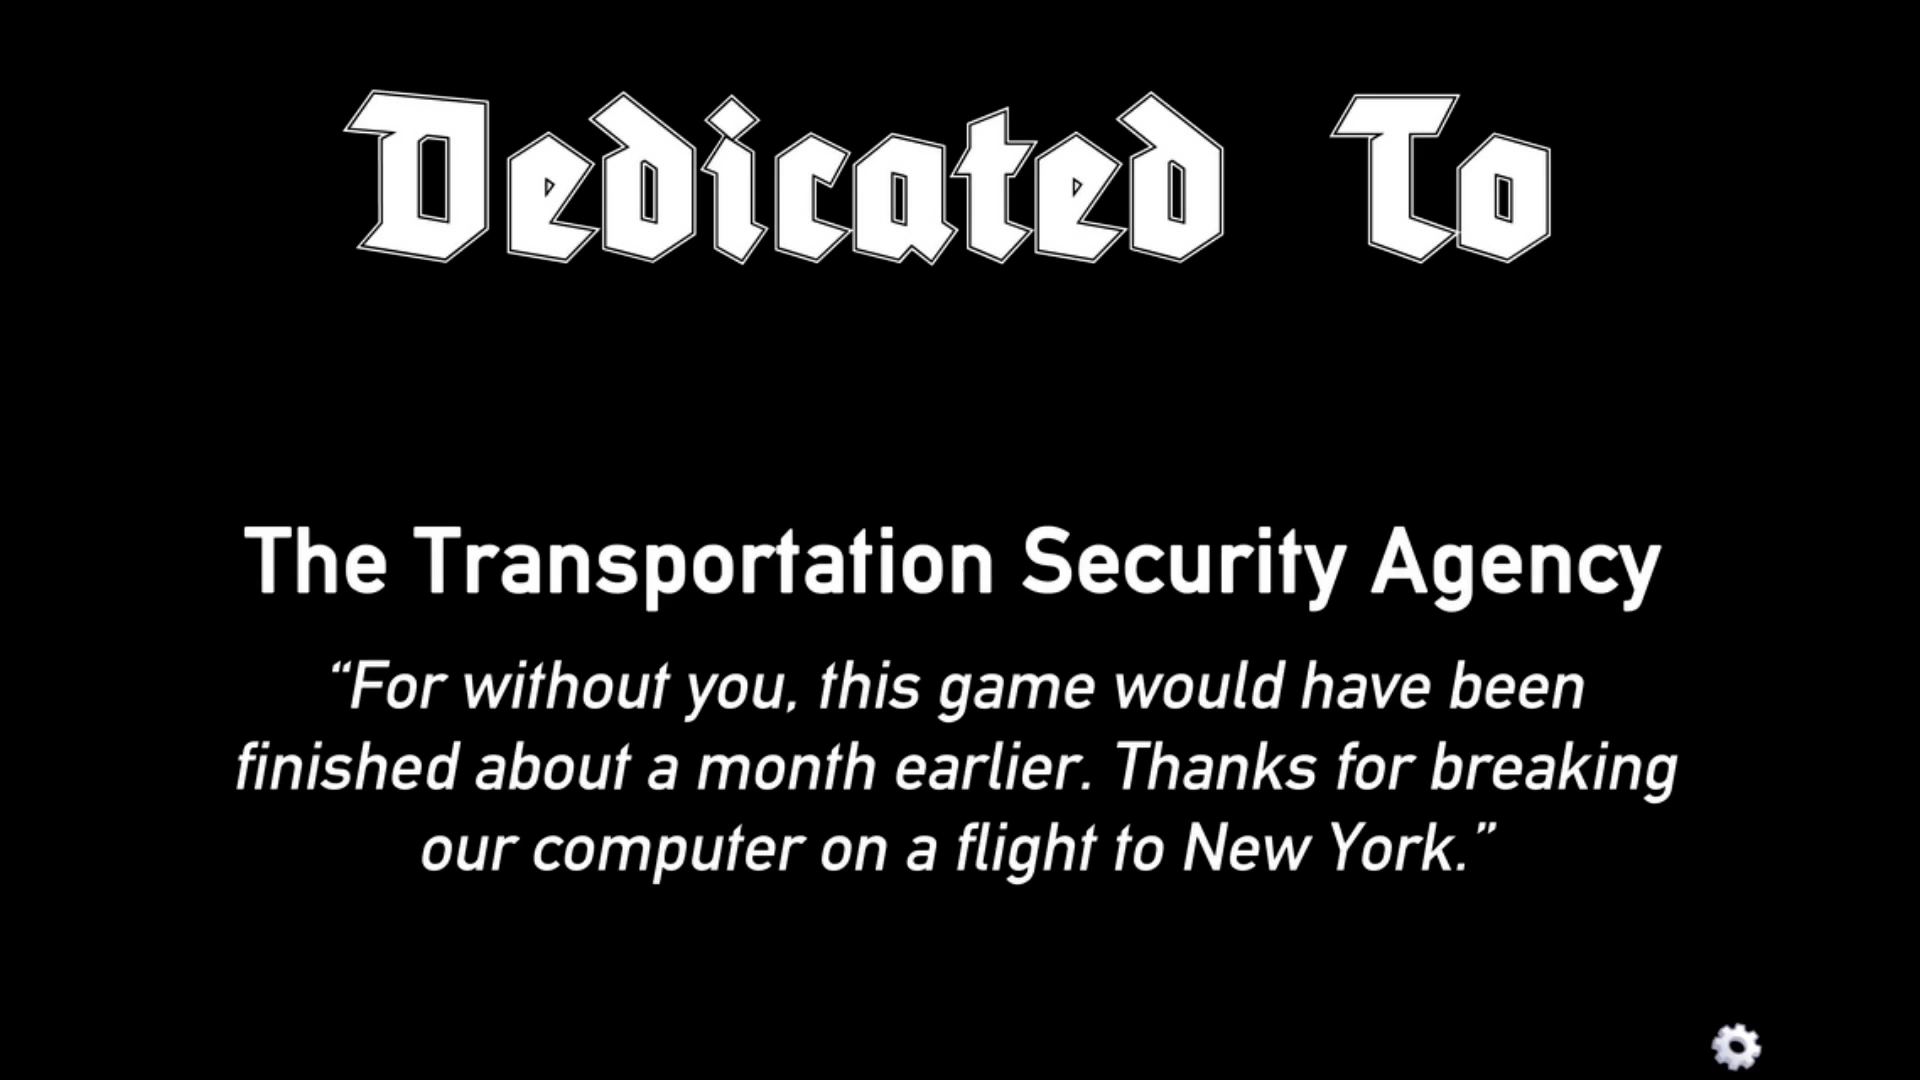 Dedicated To
The Transportation Security Agency
“For without you, this game would have been
finished about a month earlier. Thanks for breaking
our computer on a flight to New York.”